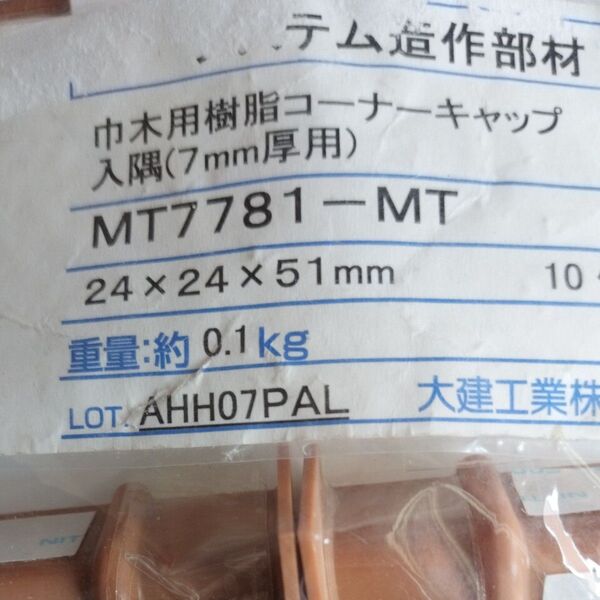 テム造作部材
巾木用樹脂コーナーキャップ
入隅(7mm厚用)
MT7781-MT
24×24×51mm 10
重量:約 0.1kg
LOT. AHH07PAL 大建工業株
NIT